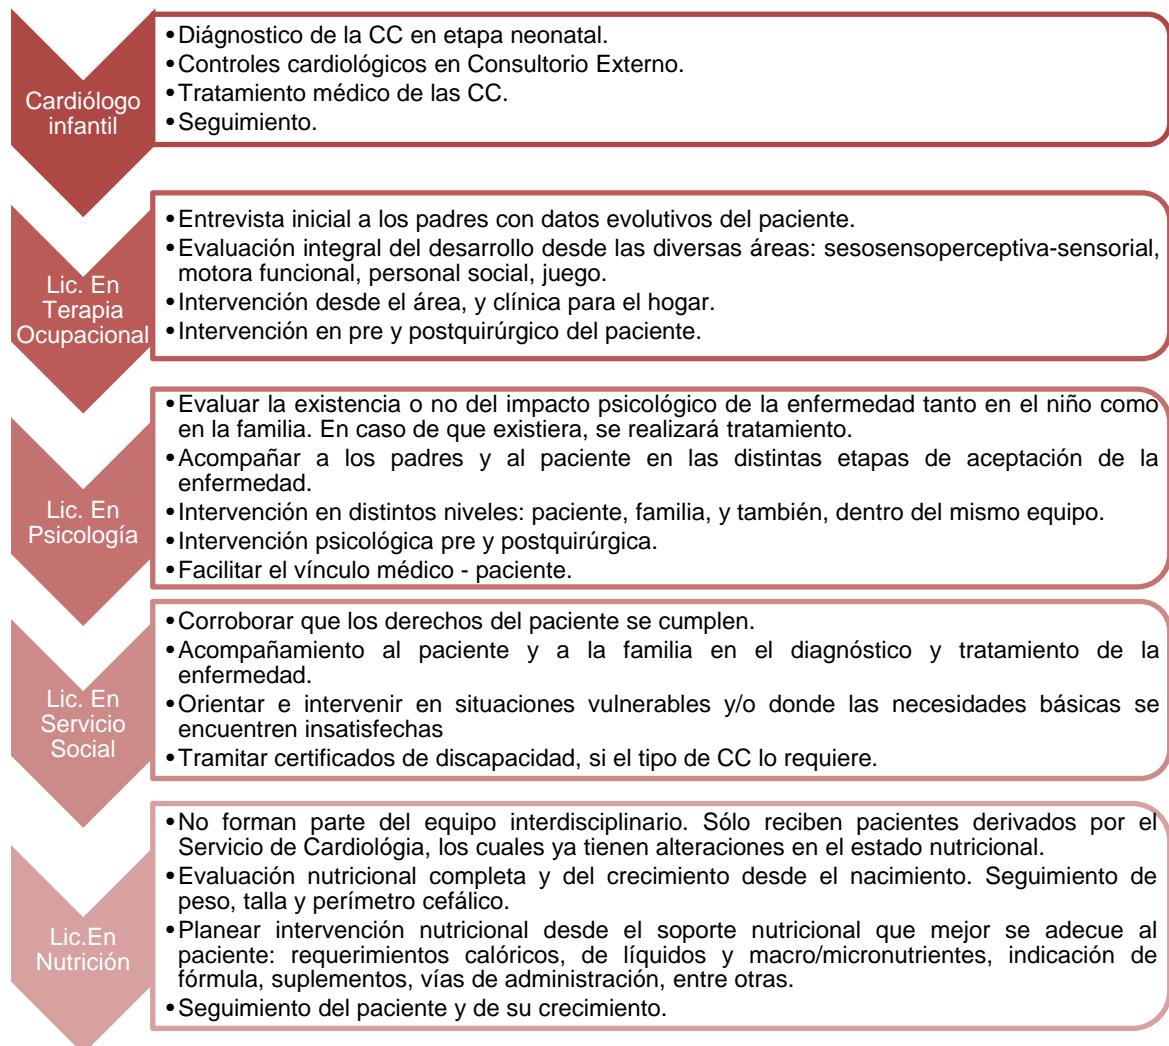 Cardiólogo
infantil
•Diágnostico de la CC en etapa neonatal.
•Controles cardiológicos en Consultorio Externo.
•Tratamiento médico de las CC.
•Seguimiento.
Lic. En
Terapia
Ocupacional
•Entrevista inicial a los padres con datos evolutivos del paciente.
•Evaluación integral del desarrollo desde las diversas áreas: sesosensoperceptiva-sensorial,
motora funcional, personal social, juego.
•Intervención desde el área, y clínica para el hogar.
•Intervención en pre y postquirúrgico del paciente.
Lic. En
Psicología
•Evaluar la existencia o no del impacto psicológico de la enfermedad tanto en el niño como
en la familia. En caso de que existiera, se realizará tratamiento.
•Acompañar a los padres y al paciente en las distintas etapas de aceptación de la
enfermedad.
•Intervención en distintos niveles: paciente, familia, y también, dentro del mismo equipo.
•Intervención psicológica pre y postquirúrgica.
•Facilitar el vínculo médico - paciente.
Lic. En
Servicio
Social
•Corroborar que los derechos del paciente se cumplen.
•Acompañamiento al paciente y a la familia en el diagnóstico y tratamiento de la
enfermedad.
•Orientar e intervenir en situaciones vulnerables y/o donde las necesidades básicas se
encuentren insatisfechas
•Tramitar certificados de discapacidad, si el tipo de CC lo requiere.
Lic.En
Nutrición
•No forman parte del equipo interdisciplinario. Sólo reciben pacientes derivados por el
Servicio de Cardiológia, los cuales ya tienen alteraciones en el estado nutricional.
•Evaluación nutricional completa y del crecimiento desde el nacimiento. Seguimiento de
peso, talla y perímetro cefálico.
•Planear intervención nutricional desde el soporte nutricional que mejor se adecue al
paciente: requerimientos calóricos, de líquidos y macro/micronutrientes, indicación de
fórmula, suplementos, vías de administración, entre otras.
•Seguimiento del paciente y de su crecimiento.